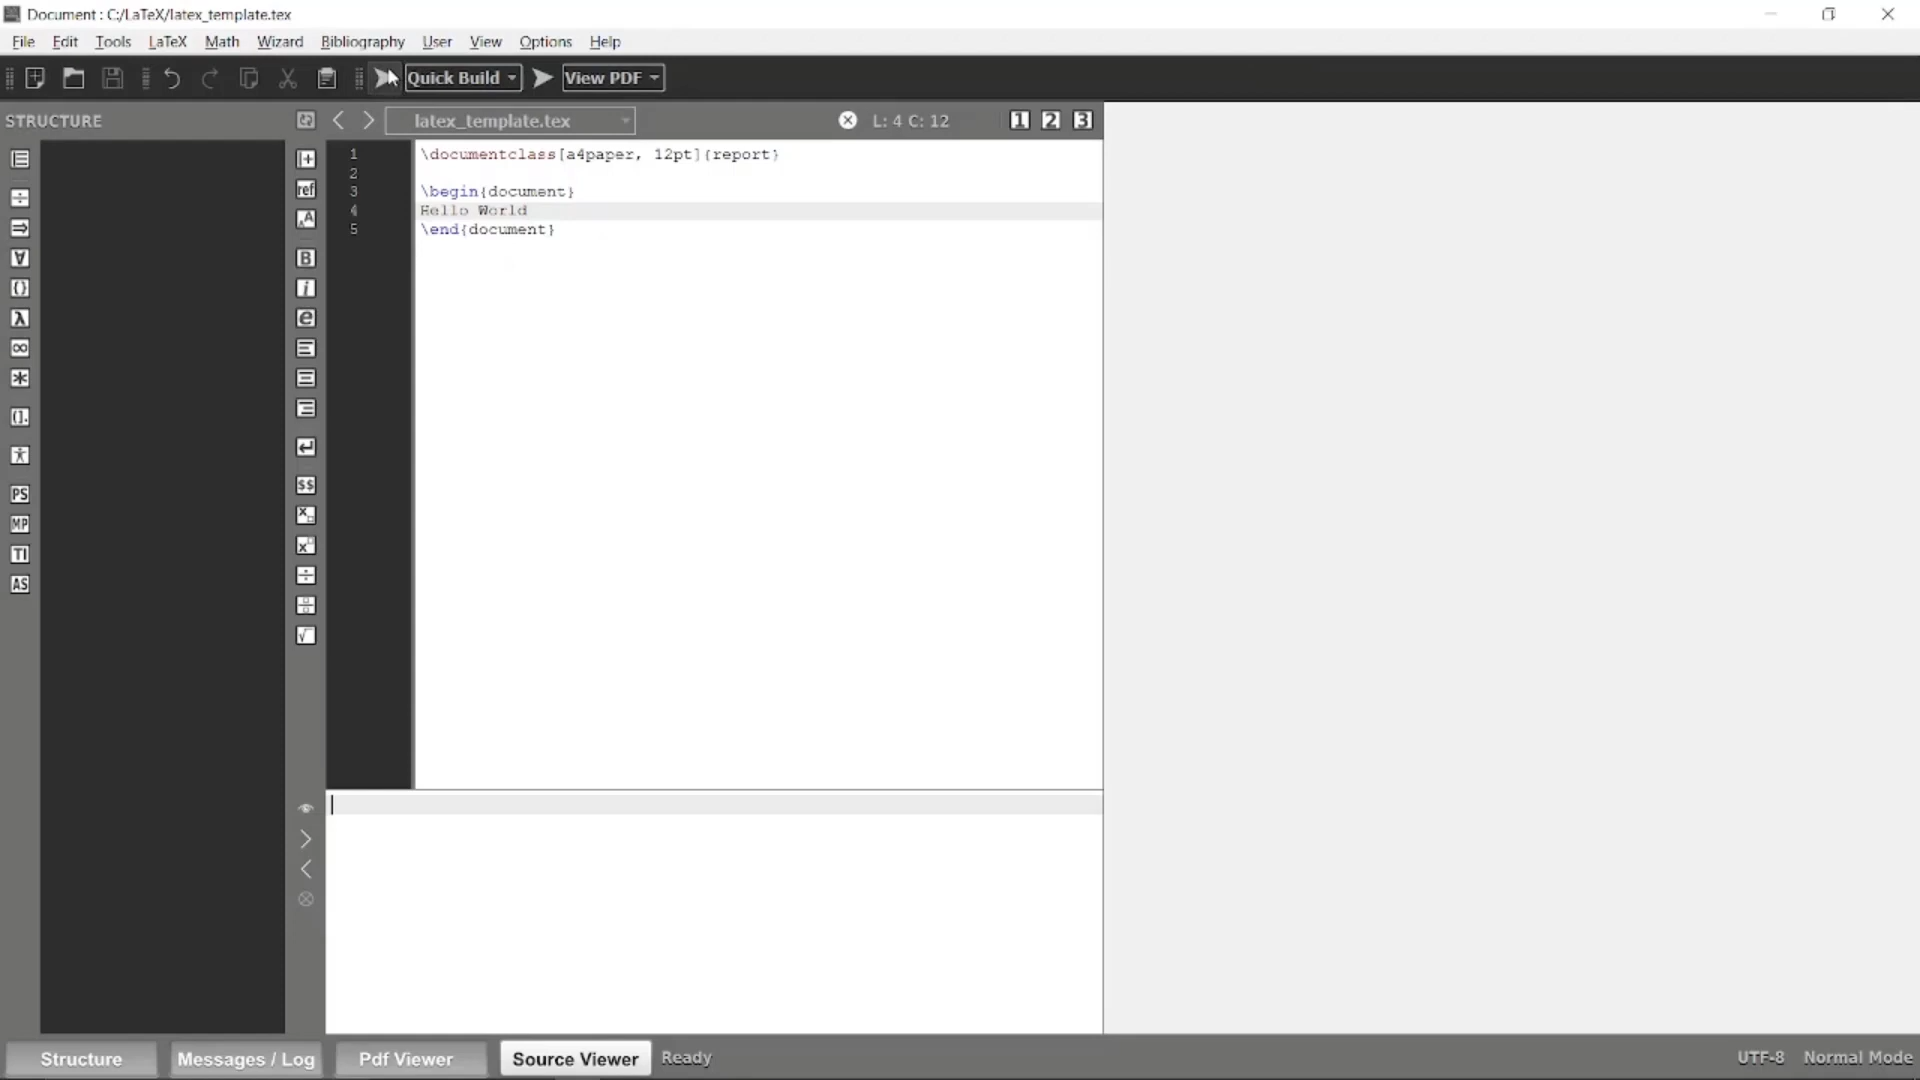 Document : C:/LaTeX/latex_template.tex
File Edit Tools LaTeX Math Wizard Bibliography User View Options Help
Quick Build View PDF
STRUCTURE
latex_template.tex L: 4 C: 12 1 2 3
1 \documentclass[a4paper, 12pt]{report}
2
3 \begin{document}
4 Hello World
5 \end{document}
ref
A
B
i
e
$$
PS
MP
TI
AS
Structure Messages / Log Pdf Viewer Source Viewer Ready UTF-8 Normal Mode